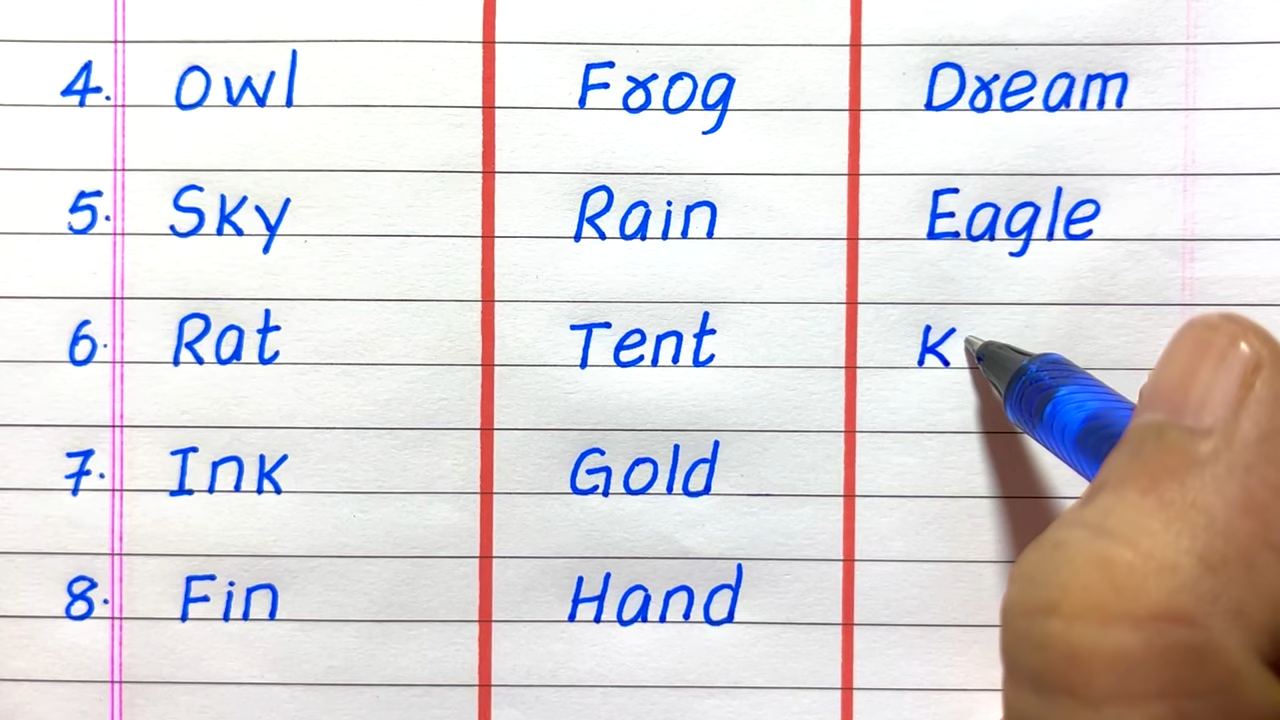 4. Owl Frog Dream
5. Sky Rain Eagle
6. Rat Tent K
7. Ink Gold
8. Fin Hand